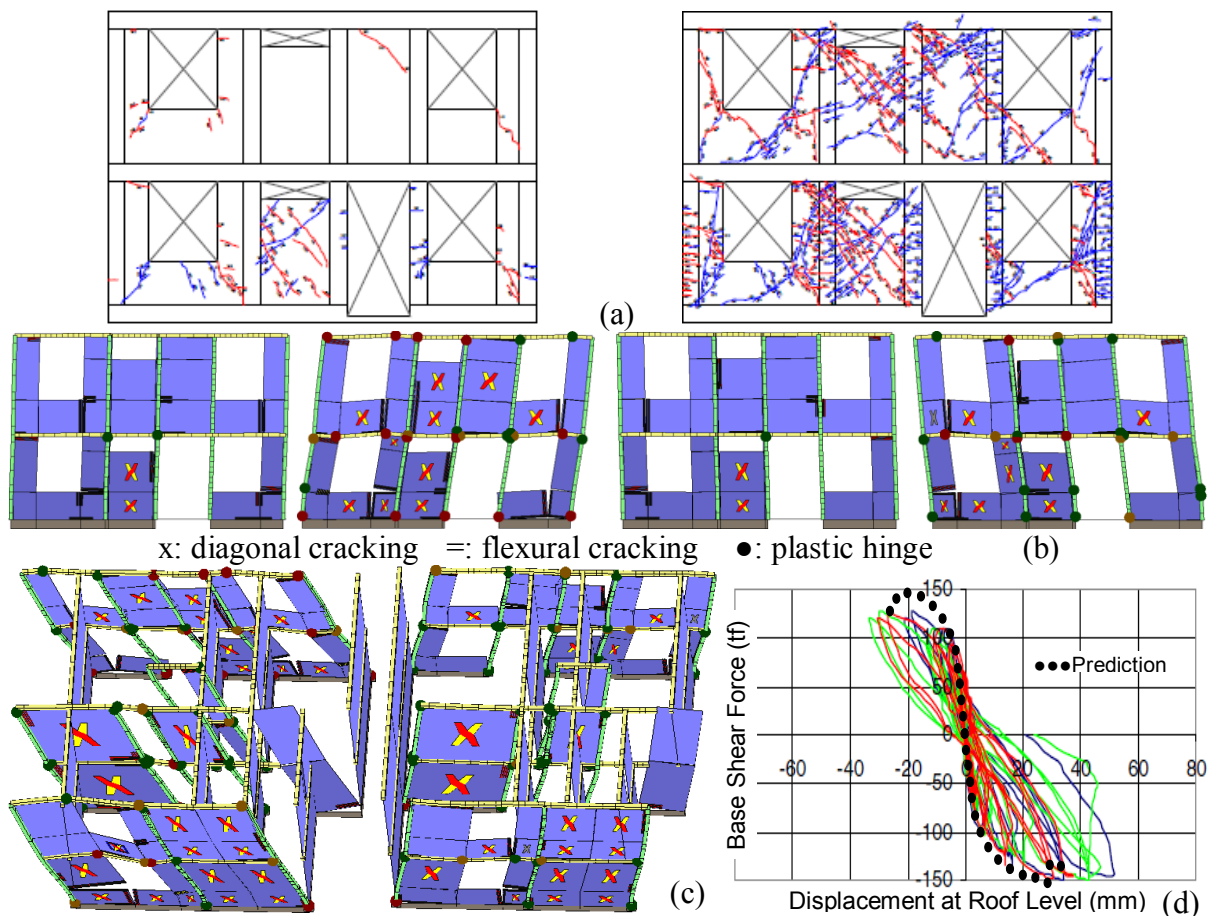 (a)
x: diagonal cracking =: flexural cracking ●: plastic hinge (b)
150
100
50
0
-50
-100
-150
-60 -40 -20 0 20 40 60 80
●●●● Prediction
Base Shear Force (tf)
Displacement at Roof Level (mm)
(c)
(d)